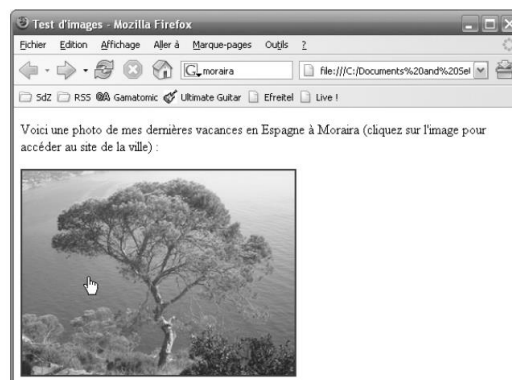 Test d'images - Mozilla Firefox
Fichier Edition Affichage Aller à Marque-pages Outils ?
G moraira file:///C:/Documents%20and%20Set
SdZ RSS Gamatomic Ultimate Guitar Efreitel Live !
Voici une photo de mes dernières vacances en Espagne à Moraira (cliquez sur l'image pour
accéder au site de la ville) :